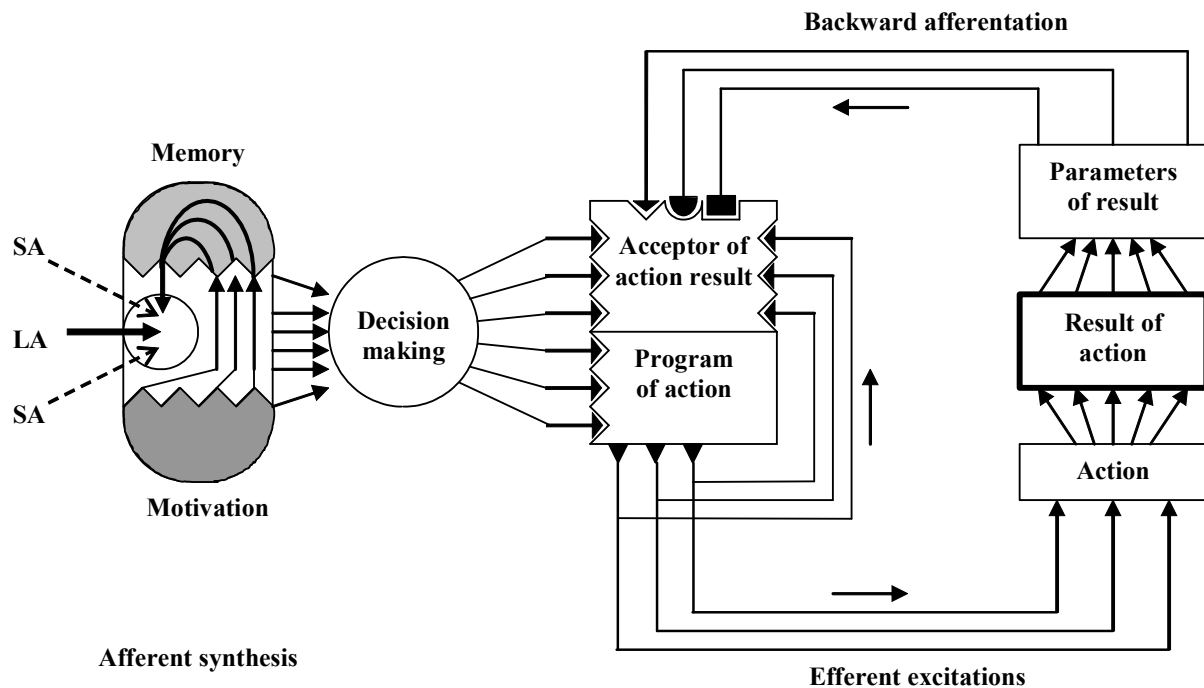 Backward afferentation
Memory
SA
LA
SA
Motivation
Afferent synthesis
Decision
making
Acceptor of
action result
Program
of action
Parameters
of result
Result of
action
Action
Efferent excitations